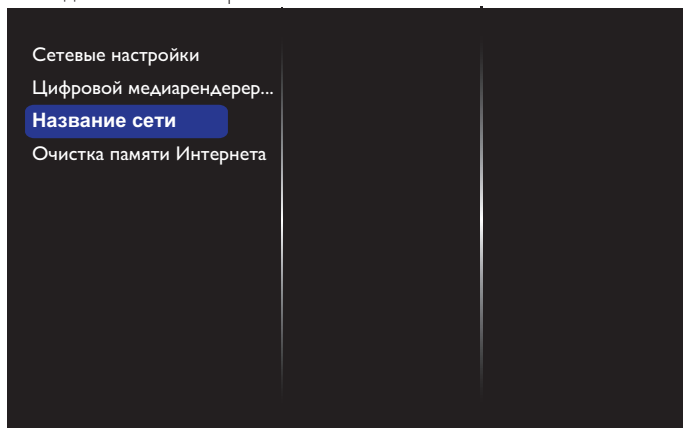 Сетевые настройки
Цифровой медиарендерер...
Название сети
Очистка памяти Интернета